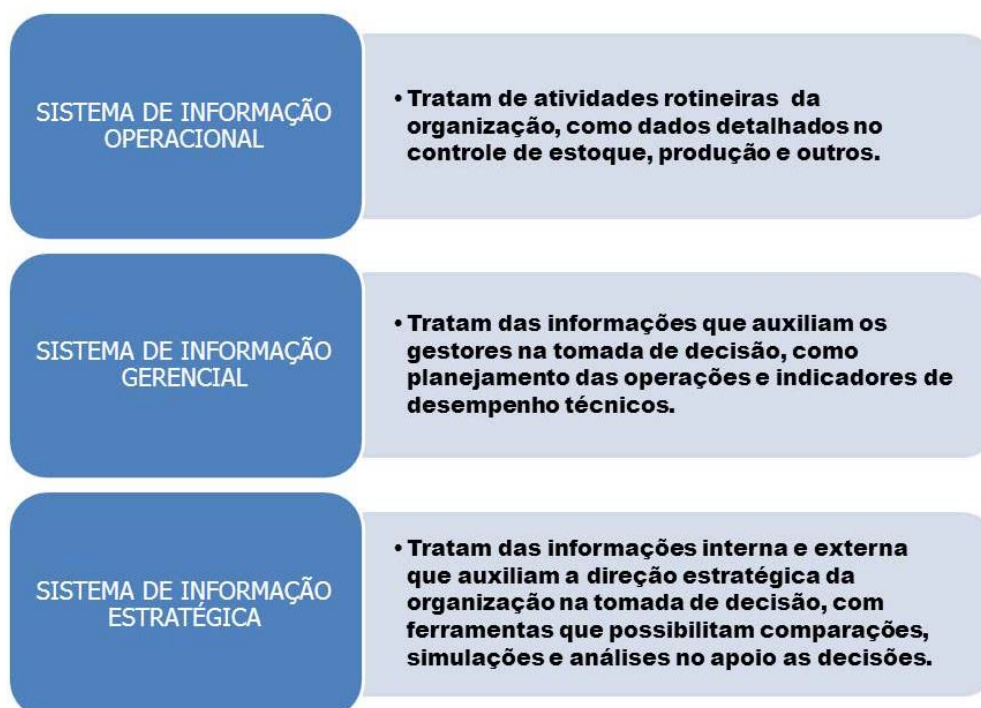 SISTEMA DE INFORMAÇÃO
OPERACIONAL
• Tratam de atividades rotineiras da
organização, como dados detalhados no
controle de estoque, produção e outros.
SISTEMA DE INFORMAÇÃO
GERENCIAL
• Tratam das informações que auxiliam os
gestores na tomada de decisão, como
planejamento das operações e indicadores de
desempenho técnicos.
SISTEMA DE INFORMAÇÃO
ESTRATÉGICA
• Tratam das informações interna e externa
que auxiliam a direção estratégica da
organização na tomada de decisão, com
ferramentas que possibilitam comparações,
simulações e análises no apoio as decisões.